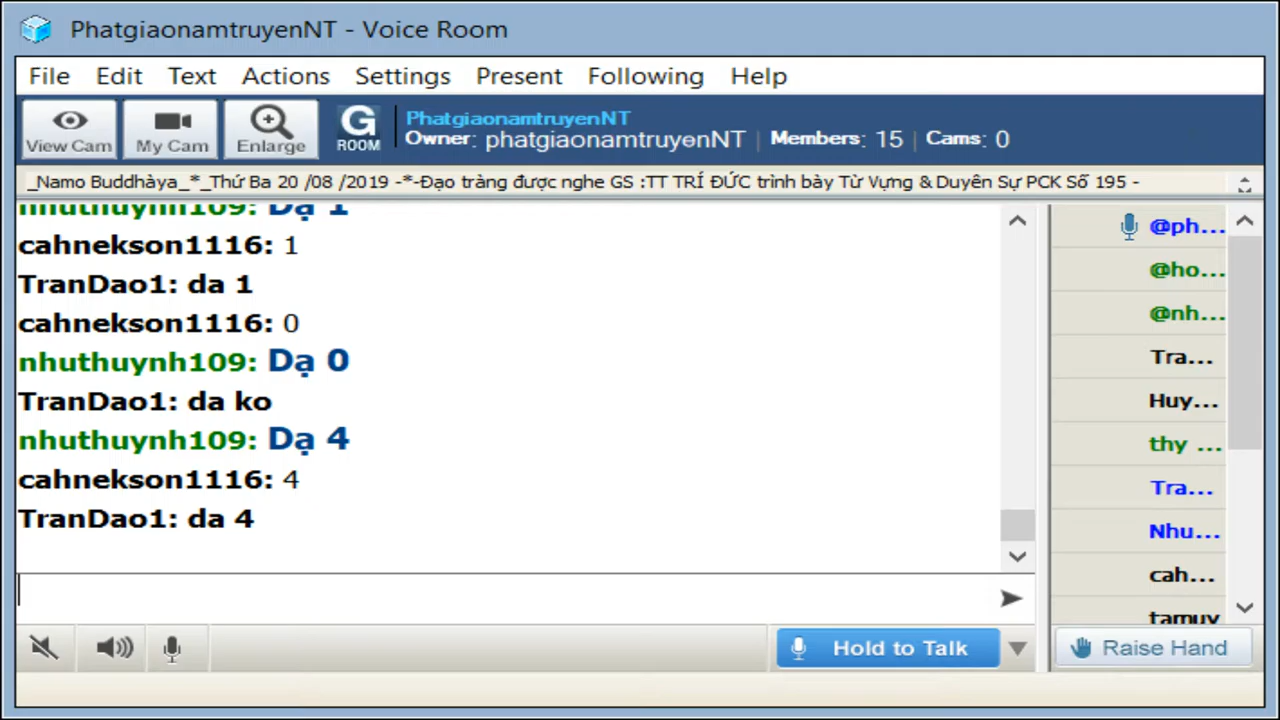 PhatgiaonamtruyenNT - Voice Room
File Edit Text Actions Settings Present Following Help
View Cam My Cam Enlarge G ROOM
PhatgiaonamtruyenNT
Owner: phatgiaonamtruyenNT | Members: 15 | Cams: 0
_Namo Buddhàya_*_Thứ Ba 20 /08 /2019 -*-Đạo tràng được nghe GS :TT TRÍ ĐỨC trình bày Từ Vựng & Duyên Sự PCK Số 195 -
nhuthuynh109: Dạ 1
cahnekson1116: 1
TranDao1: da 1
cahnekson1116: 0
nhuthuynh109: Dạ 0
TranDao1: da ko
nhuthuynh109: Dạ 4
cahnekson1116: 4
TranDao1: da 4
@ph...
@ho...
@nh...
Tra...
Huy...
thy ...
Tra...
Nhu...
cah...
tamuy
Hold to Talk
Raise Hand